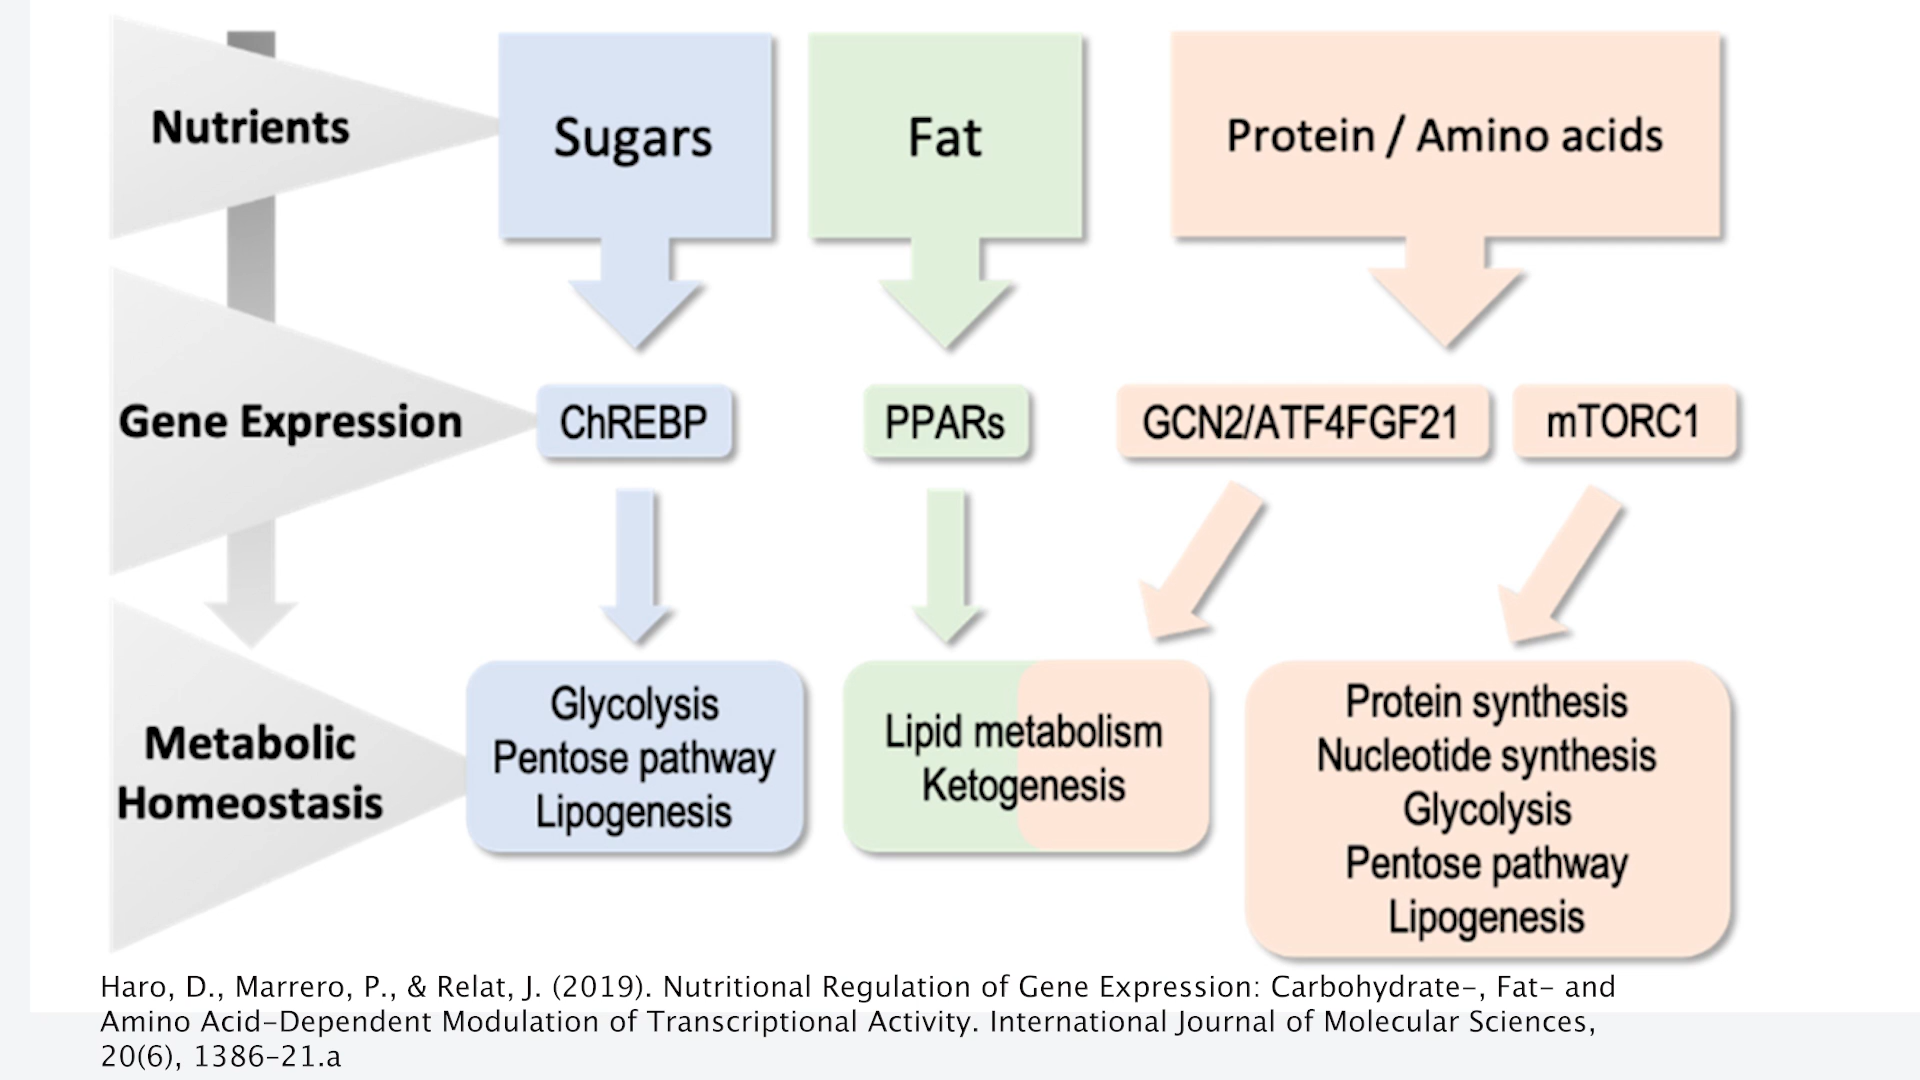 Nutrients
Sugars
Fat
Protein / Amino acids
Gene Expression
ChREBP
PPARs
GCN2/ATF4FGF21
mTORC1
Metabolic
Homeostasis
Glycolysis
Pentose pathway
Lipogenesis
Lipid metabolism
Ketogenesis
Protein synthesis
Nucleotide synthesis
Glycolysis
Pentose pathway
Lipogenesis
Haro, D., Marrero, P., & Relat, J. (2019). Nutritional Regulation of Gene Expression: Carbohydrate-, Fat- and
Amino Acid-Dependent Modulation of Transcriptional Activity. International Journal of Molecular Sciences,
20(6), 1386–21.a